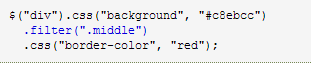 $("div").css("background", "#c8ebcc")
.filter(".middle")
.css("border-color", "red");